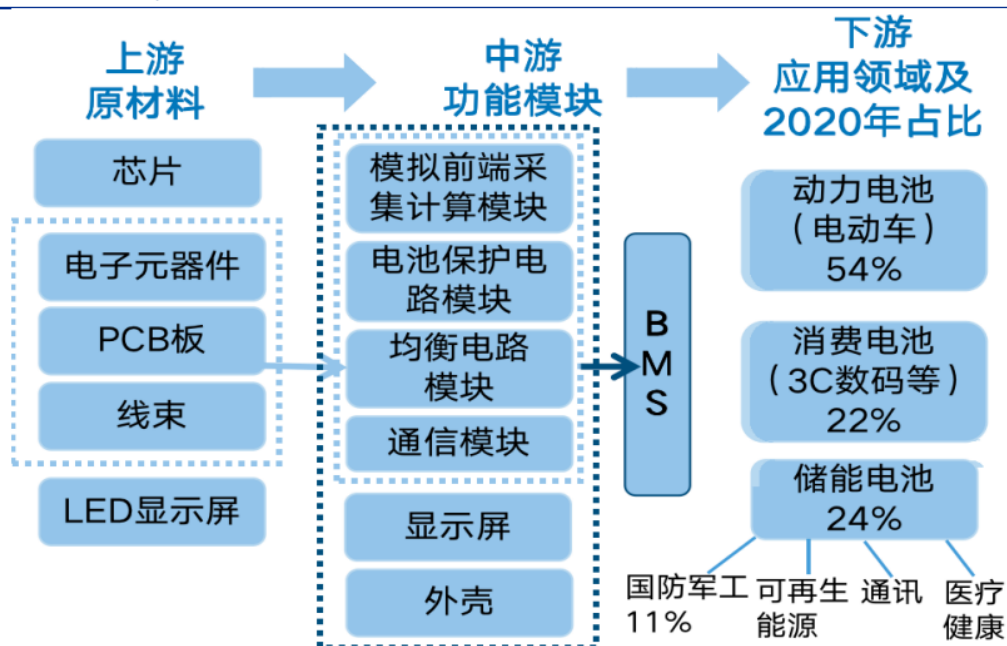 上游
原材料
芯片
电子元器件
PCB板
线束
LED显示屏
中游
功能模块
模拟前端采
集计算模块
电池保护电
路模块
均衡电路
模块
通信模块
显示屏
外壳
B
M
S
下游
应用领域及
2020年占比
动力电池
（电动车）
54%
消费电池
（3C数码等）
22%
储能电池
24%
国防军工
11%
可再生
能源
通讯
医疗
健康